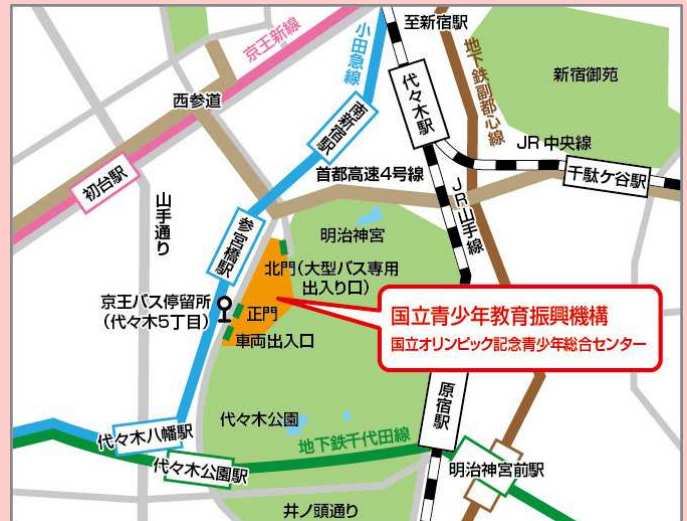 至新宿駅
京王新線
小田急線
地下鉄副都心線
新宿御苑
代々木駅
西参道
南新宿駅
JR中央線
首都高速4号線
千駄ケ谷駅
初台駅
山手通り
JR山手線
参宮橋駅
明治神宮
北門(大型バス専用
出入り口)
京王バス停留所
(代々木5丁目)
正門
車両出入口
国立青少年教育振興機構
国立オリンピック記念青少年総合センター
原宿駅
代々木公園
代々木八幡駅
地下鉄千代田線
代々木公園駅
明治神宮前駅
井ノ頭通り